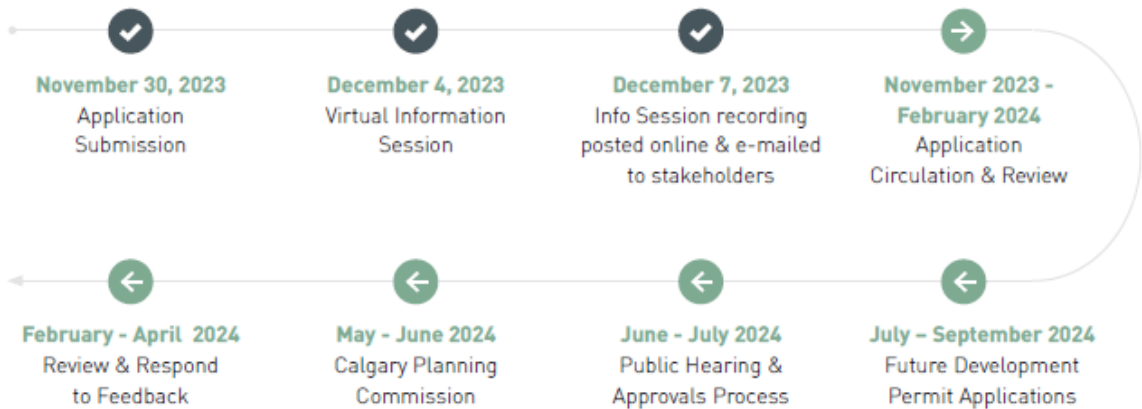 November 30, 2023
Application
Submission
December 4, 2023
Virtual Information
Session
December 7, 2023
Info Session recording
posted online & e-mailed
to stakeholders
November 2023 -
February 2024
Application
Circulation & Review
February - April 2024
Review & Respond
to Feedback
May - June 2024
Calgary Planning
Commission
June - July 2024
Public Hearing &
Approvals Process
July – September 2024
Future Development
Permit Applications